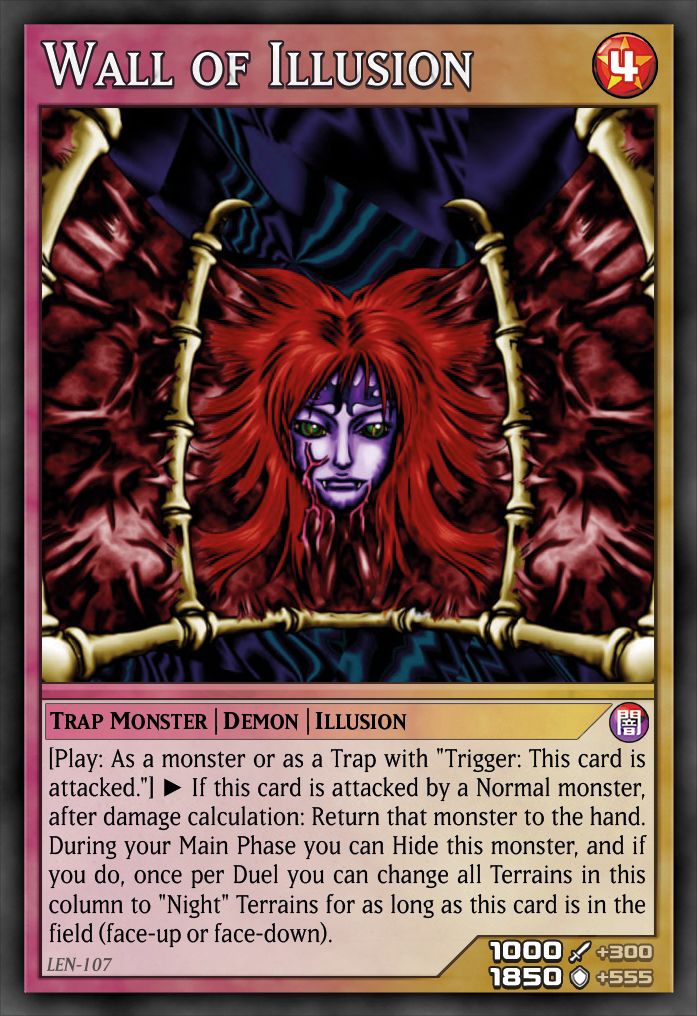 Wall of Illusion
4
Trap Monster | Demon | Illusion
闇
[Play: As a monster or as a Trap with "Trigger: This card is
attacked."] ► If this card is attacked by a Normal monster,
after damage calculation: Return that monster to the hand.
During your Main Phase you can Hide this monster, and if
you do, once per Duel you can change all Terrains in this
column to "Night" Terrains for as long as this card is in the
field (face-up or face-down).
1000 +300
LEN-107
1850 +555